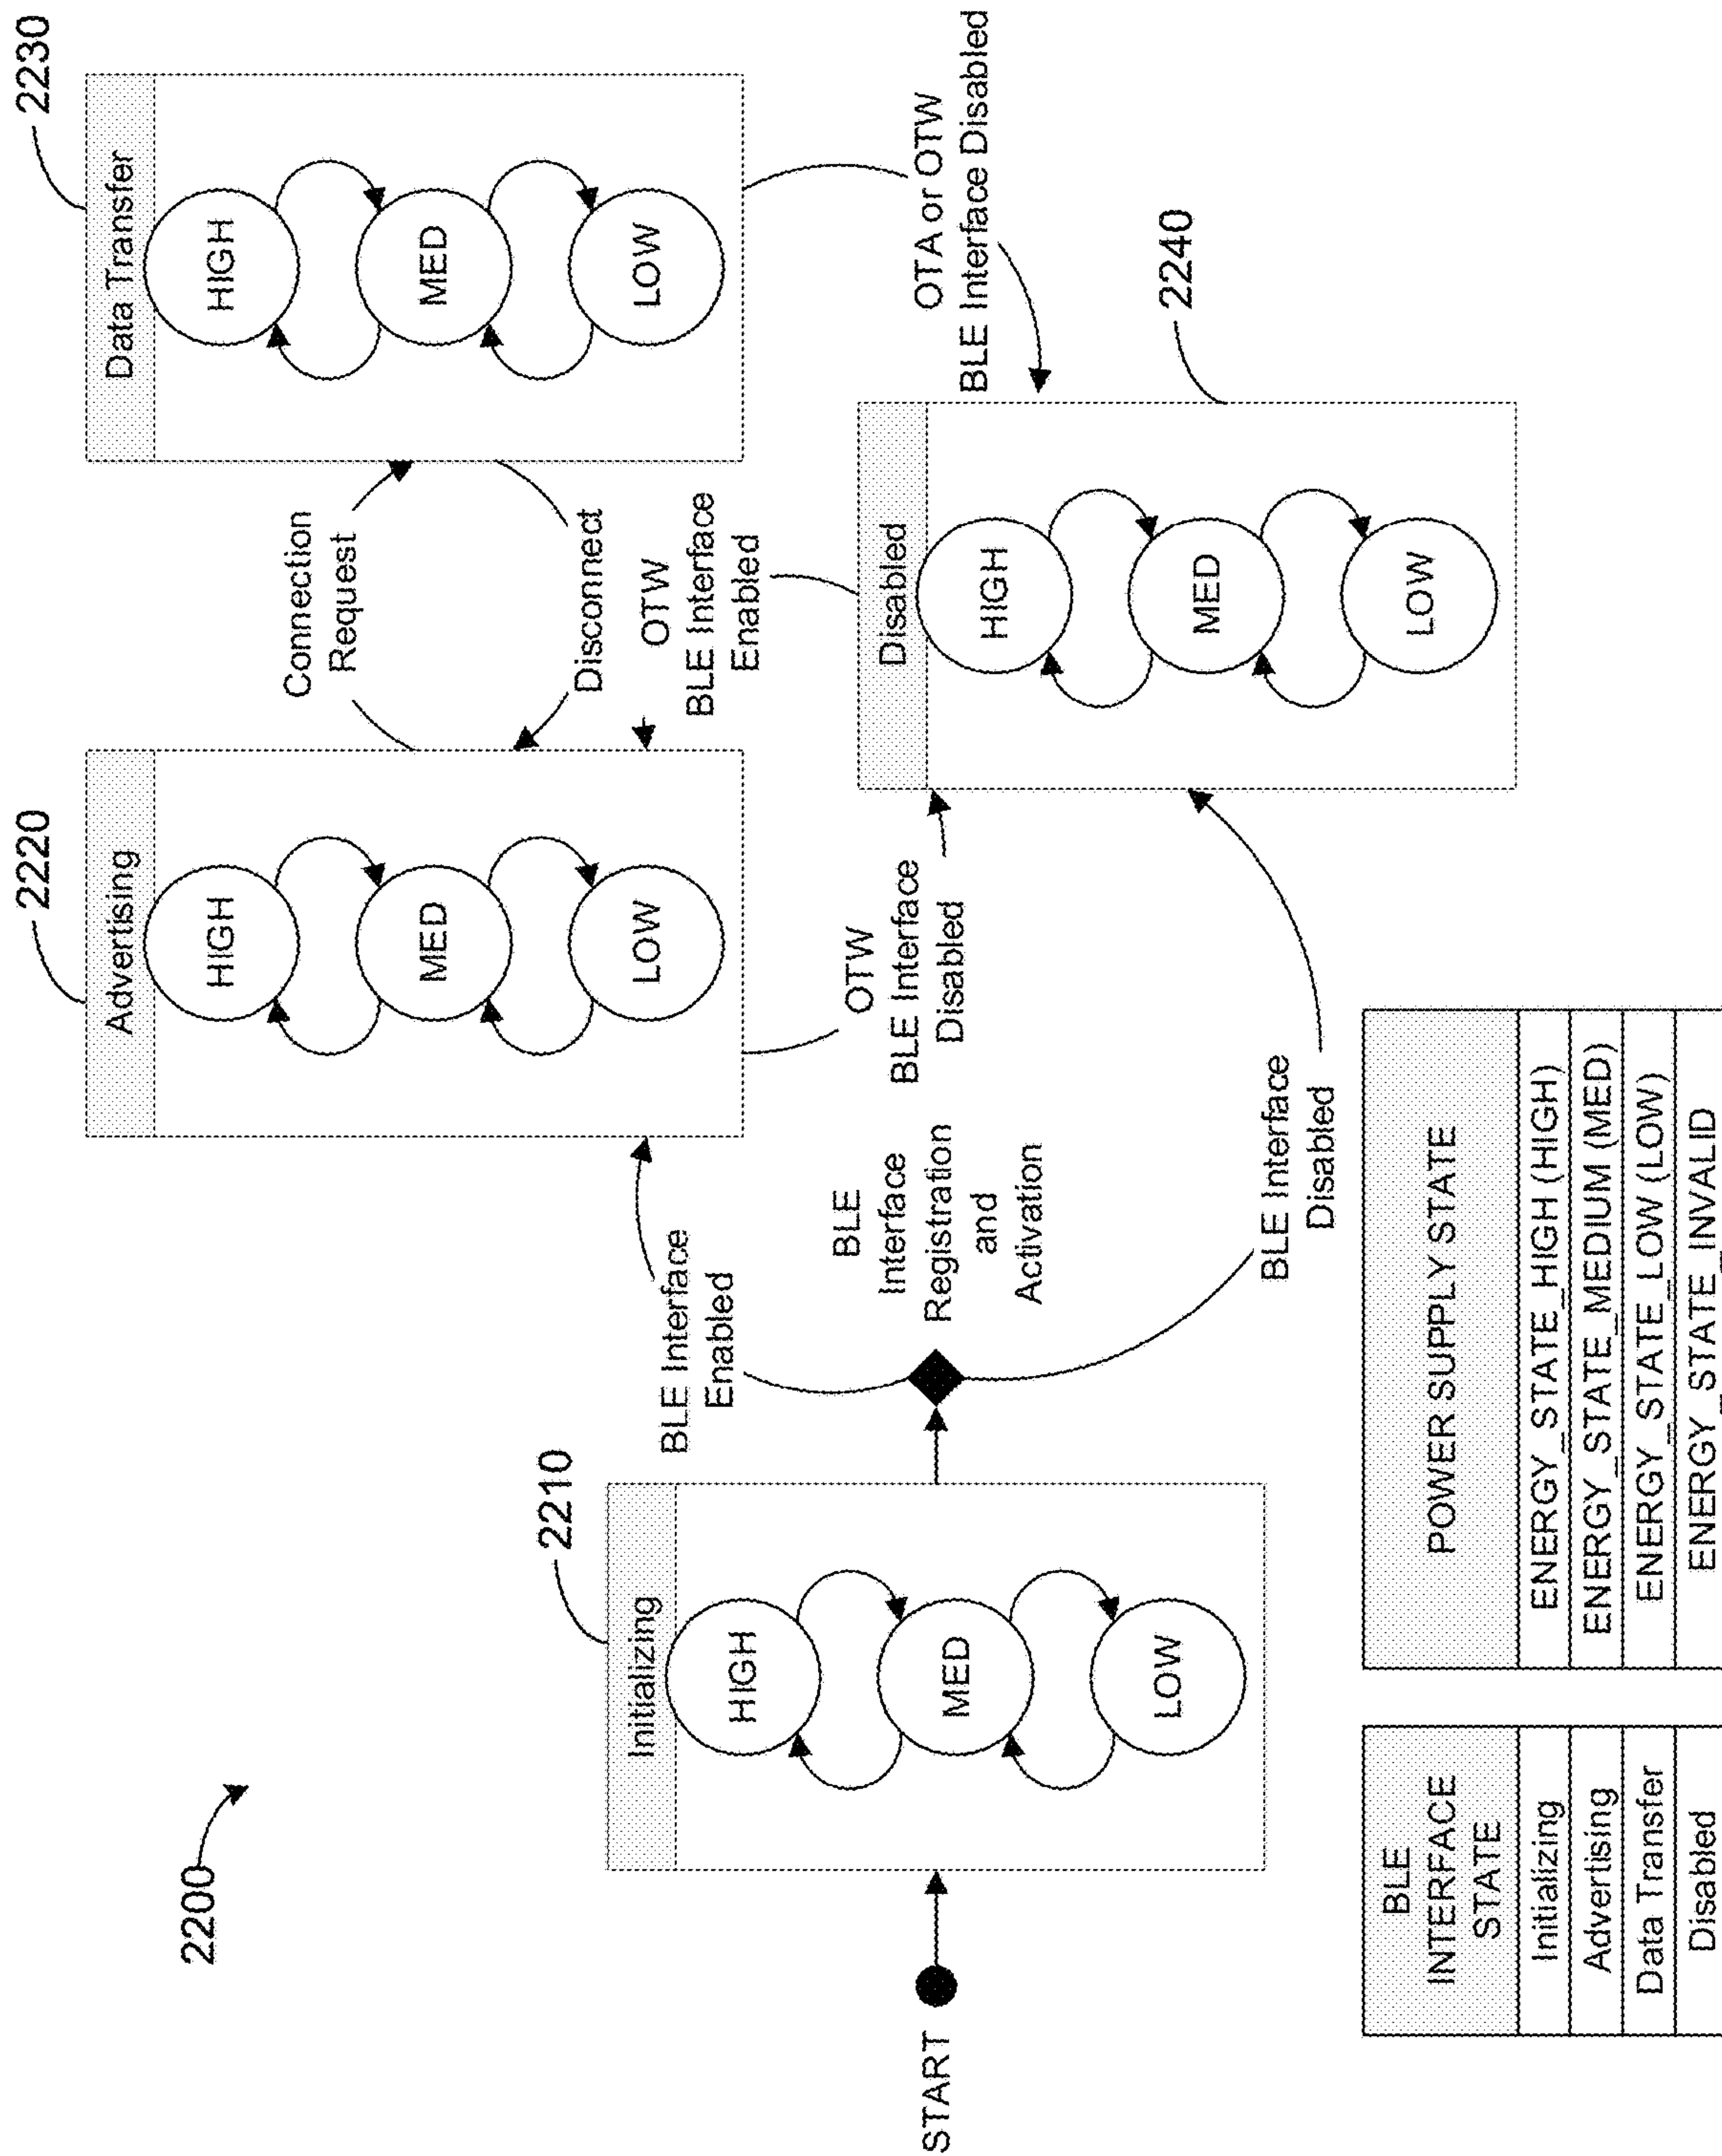 2200
2210
Initializing
HIGH
MED
LOW
START
BLE Interface
Enabled
BLE
Interface
Registration
and
Activation
BLE Interface
Disabled
2220
Advertising
HIGH
MED
LOW
OTW
BLE Interface
Disabled
Connection
Request
Disconnect
OTW
BLE Interface
Enabled
2230
Data Transfer
HIGH
MED
LOW
OTA or OTW
BLE Interface Disabled
2240
Disabled
HIGH
MED
LOW
BLE
INTERFACE
STATE
Initializing
Advertising
Data Transfer
Disabled
POWER SUPPLY STATE
ENERGY_STATE_HIGH (HIGH)
ENERGY_STATE_MEDIUM (MED)
ENERGY_STATE_LOW (LOW)
ENERGY_STATE_INVALID